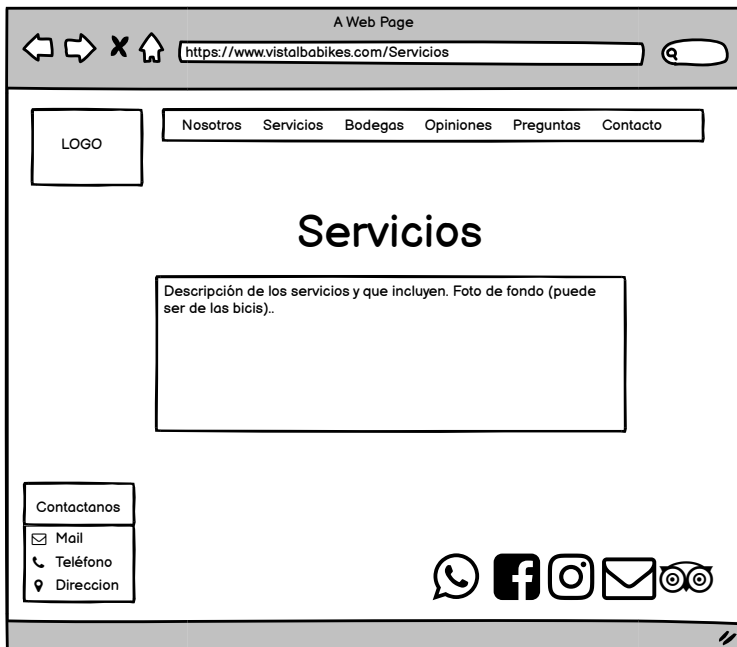 A Web Page
https://www.vistalbabikes.com/Servicios
LOGO
Nosotros Servicios Bodegas Opiniones Preguntas Contacto
Servicios
Descripción de los servicios y que incluyen. Foto de fondo (puede
ser de las bicis)..
Contactanos
Mail
Teléfono
Direccion